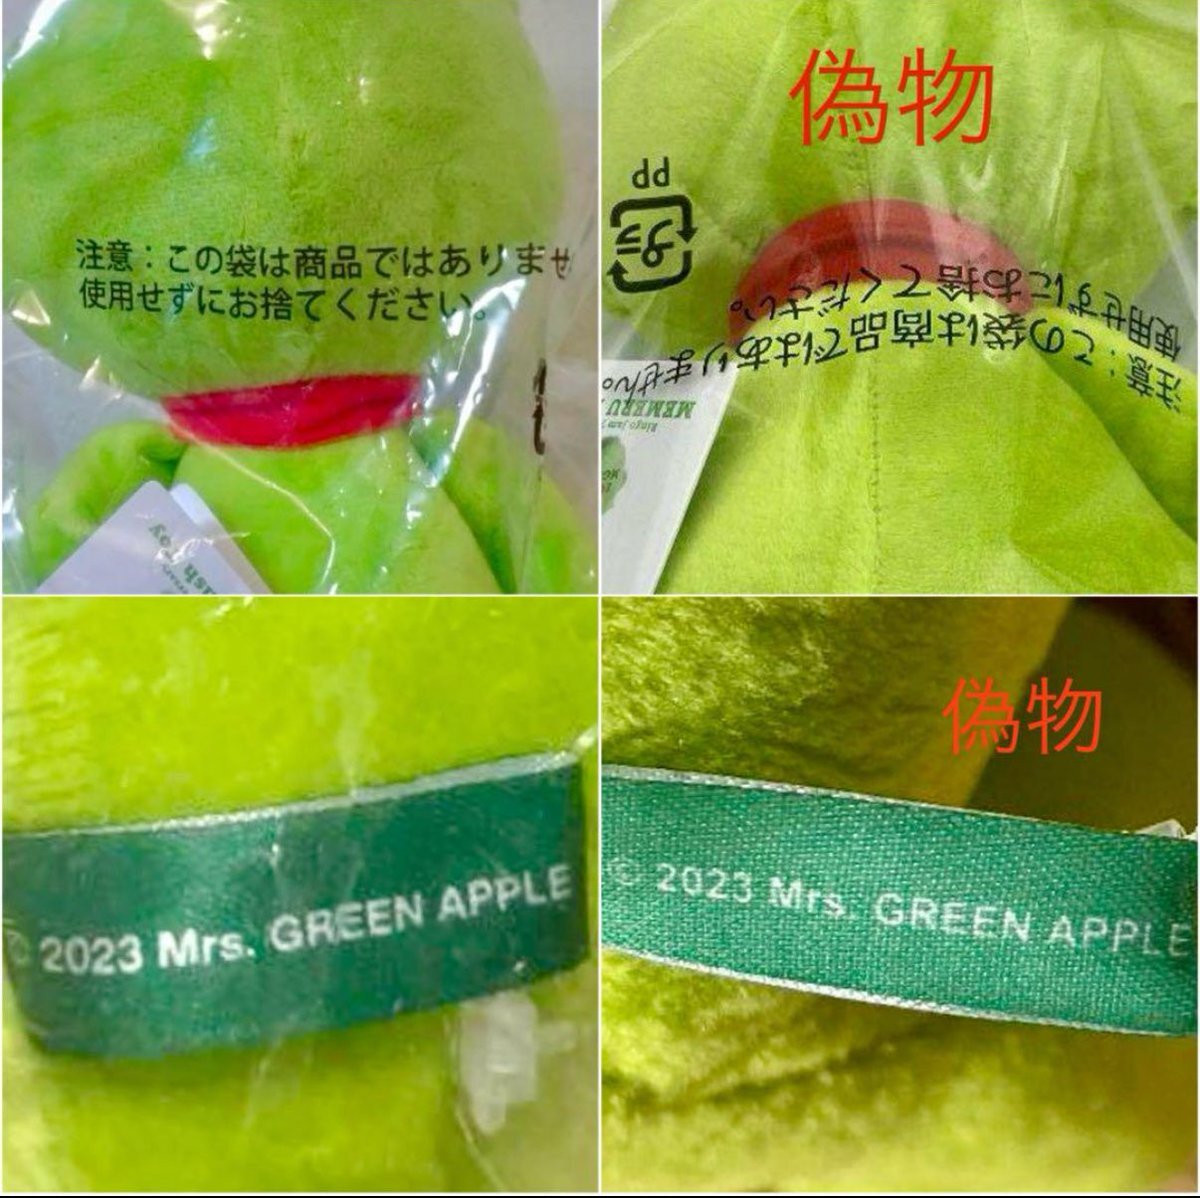 注意：この袋は商品ではありませ
使用せずにお捨てください。
偽物
PP
プラ
注意：この袋は商品ではありません。
使用せずにお捨てください。
MEMERU
偽物
© 2023 Mrs. GREEN APPLE
© 2023 Mrs. GREEN APPLE